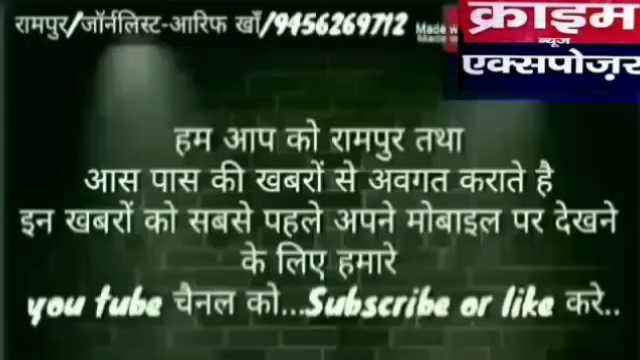 रामपुर/जॉर्नलिस्ट-आरिफ खाँ/9456269712
Made w
क्राइम
न्यूज
एक्सपोज़र
हम आप को रामपुर तथा
आस पास की खबरों से अवगत कराते है
इन खबरों को सबसे पहले अपने मोबाइल पर देखने
के लिए हमारे
you tube चैनल को...Subscribe or like करे..